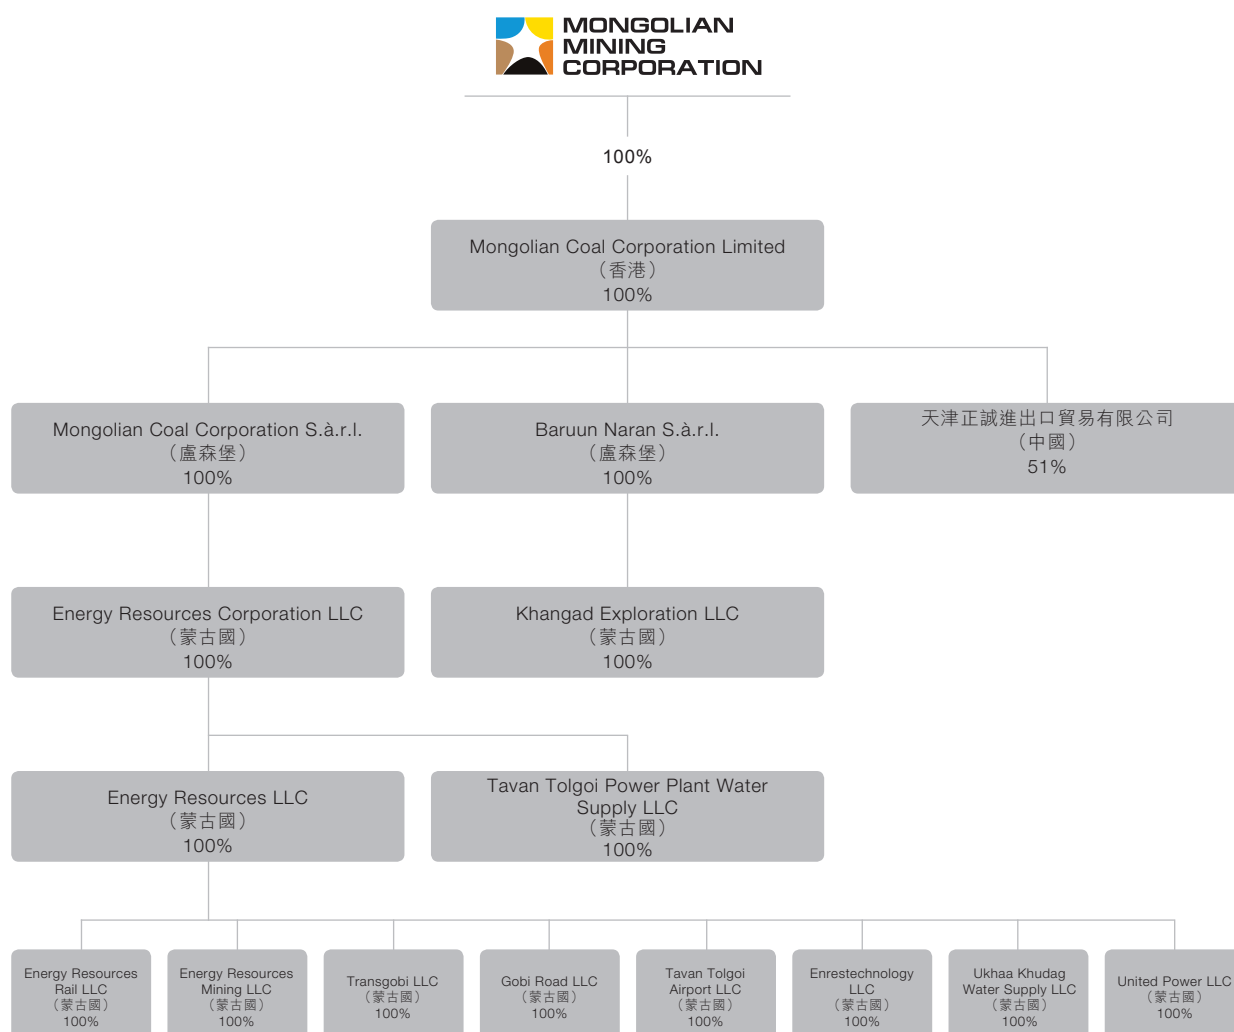 MONGOLIAN
MINING
CORPORATION
100%
Mongolian Coal Corporation Limited
（香港）
100%
Mongolian Coal Corporation S.à.r.l.
（盧森堡）
100%
Baruun Naran S.à.r.l.
（盧森堡）
100%
天津正誠進出口貿易有限公司
（中國）
51%
Energy Resources Corporation LLC
（蒙古國）
100%
Khangad Exploration LLC
（蒙古國）
100%
Energy Resources LLC
（蒙古國）
100%
Tavan Tolgoi Power Plant Water
Supply LLC
（蒙古國）
100%
Energy Resources
Rail LLC
（蒙古國）
100%
Energy Resources
Mining LLC
（蒙古國）
100%
Transgobi LLC
（蒙古國）
100%
Gobi Road LLC
（蒙古國）
100%
Tavan Tolgoi
Airport LLC
（蒙古國）
100%
Enrestechnology
LLC
（蒙古國）
100%
Ukhaa Khudag
Water Supply LLC
（蒙古國）
100%
United Power LLC
（蒙古國）
100%